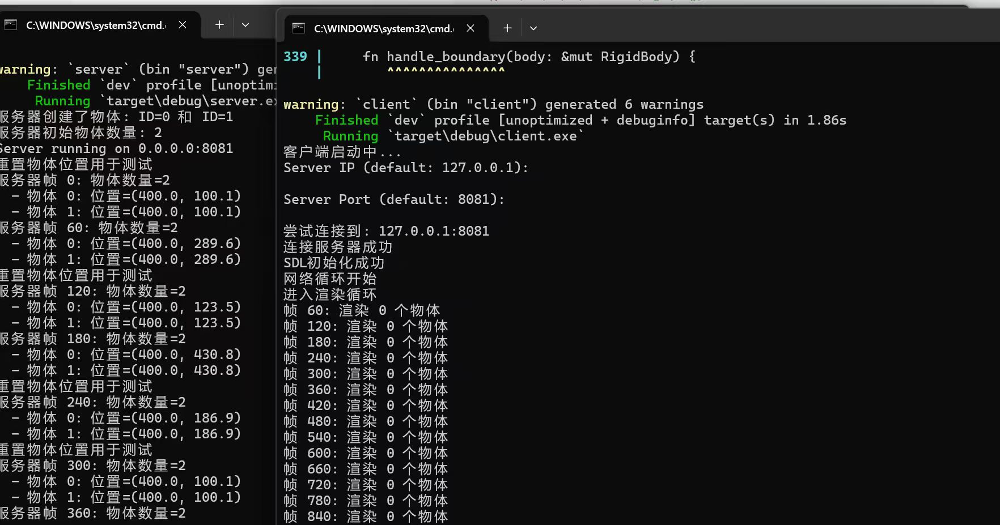 C:\WINDOWS\system32\cmd.
warning: `server` (bin "server") gen
Finished `dev` profile [unoptimi
Running `target\debug\server.ex
服务器创建了物体: ID=0 和 ID=1
服务器初始物体数量: 2
Server running on 0.0.0.0:8081
重置物体位置用于测试
服务器帧 0: 物体数量=2
- 物体 0: 位置=(400.0, 100.1)
- 物体 1: 位置=(400.0, 100.1)
服务器帧 60: 物体数量=2
- 物体 0: 位置=(400.0, 289.6)
- 物体 1: 位置=(400.0, 289.6)
重置物体位置用于测试
服务器帧 120: 物体数量=2
- 物体 0: 位置=(400.0, 123.5)
- 物体 1: 位置=(400.0, 123.5)
服务器帧 180: 物体数量=2
- 物体 0: 位置=(400.0, 430.8)
- 物体 1: 位置=(400.0, 430.8)
重置物体位置用于测试
服务器帧 240: 物体数量=2
- 物体 0: 位置=(400.0, 186.9)
- 物体 1: 位置=(400.0, 186.9)
重置物体位置用于测试
服务器帧 300: 物体数量=2
- 物体 0: 位置=(400.0, 100.1)
- 物体 1: 位置=(400.0, 100.1)
服务器帧 360: 物体数量=2
C:\WINDOWS\system32\cmd.
339 | fn handle_boundary(body: &mut RigidBody) {
| ^^^^^^^^^^^^^^^
warning: `client` (bin "client") generated 6 warnings
Finished `dev` profile [unoptimized + debuginfo] target(s) in 1.86s
Running `target\debug\client.exe`
客户端启动中...
Server IP (default: 127.0.0.1):
Server Port (default: 8081):
尝试连接到: 127.0.0.1:8081
连接服务器成功
SDL初始化成功
网络循环开始
进入渲染循环
帧 60: 渲染 0 个物体
帧 120: 渲染 0 个物体
帧 180: 渲染 0 个物体
帧 240: 渲染 0 个物体
帧 300: 渲染 0 个物体
帧 360: 渲染 0 个物体
帧 420: 渲染 0 个物体
帧 480: 渲染 0 个物体
帧 540: 渲染 0 个物体
帧 600: 渲染 0 个物体
帧 660: 渲染 0 个物体
帧 720: 渲染 0 个物体
帧 780: 渲染 0 个物体
帧 840: 渲染 0 个物体